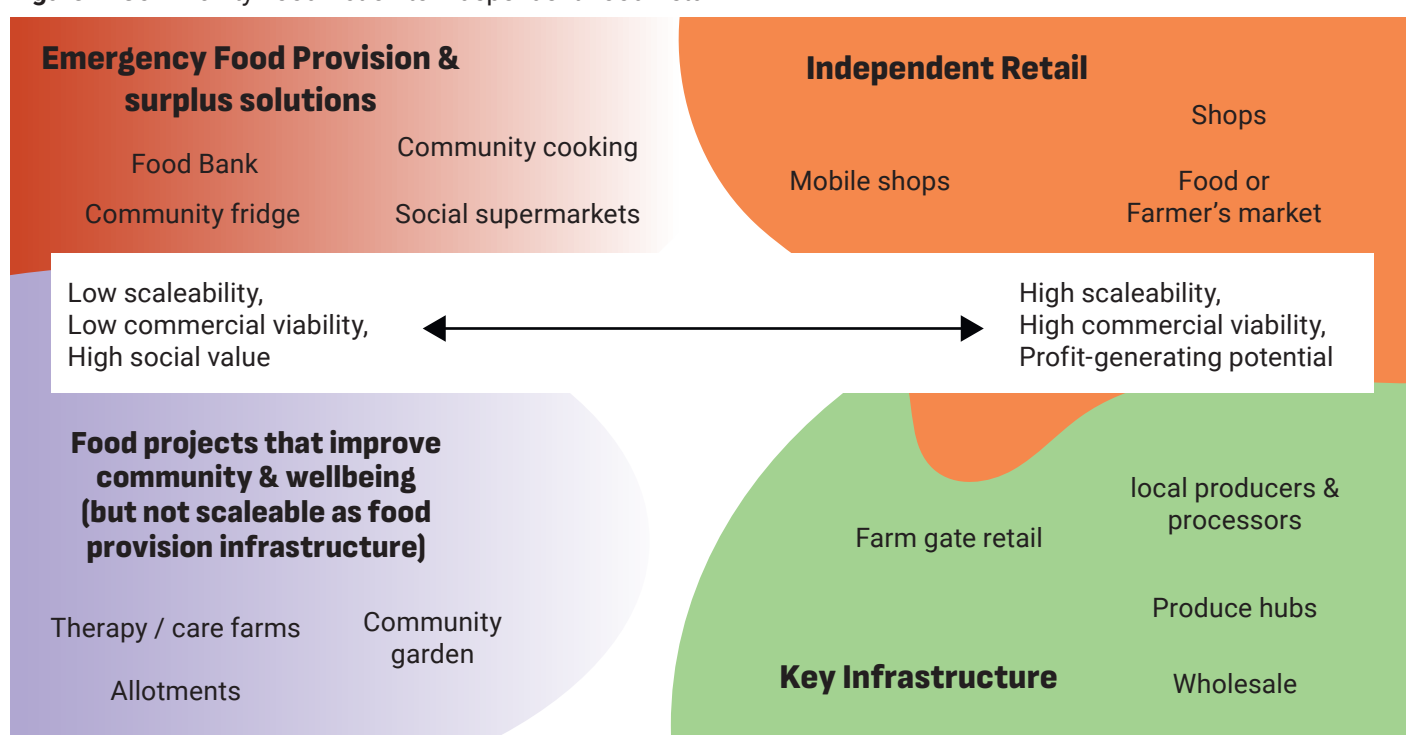 Emergency Food Provision &
surplus solutions
Food Bank
Community cooking
Community fridge
Social supermarkets
Independent Retail
Shops
Mobile shops
Food or
Farmer's market
Low scaleability,
Low commercial viability,
High social value
High scaleability,
High commercial viability,
Profit-generating potential
Food projects that improve
community & wellbeing
(but not scaleable as food
provision infrastructure)
Therapy / care farms
Community
garden
Allotments
local producers &
processors
Farm gate retail
Produce hubs
Key Infrastructure
Wholesale